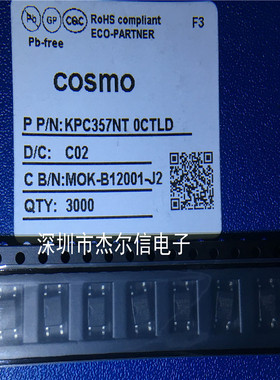 Pb GP CQC RoHS compliant F3
Pb-free ECO-PARTNER
cosmo
P P/N:KPC357NT 0CTLD
D/C: C02
C B/N:MOK-B12001-J2
QTY: 3000
深圳市杰尔信电子